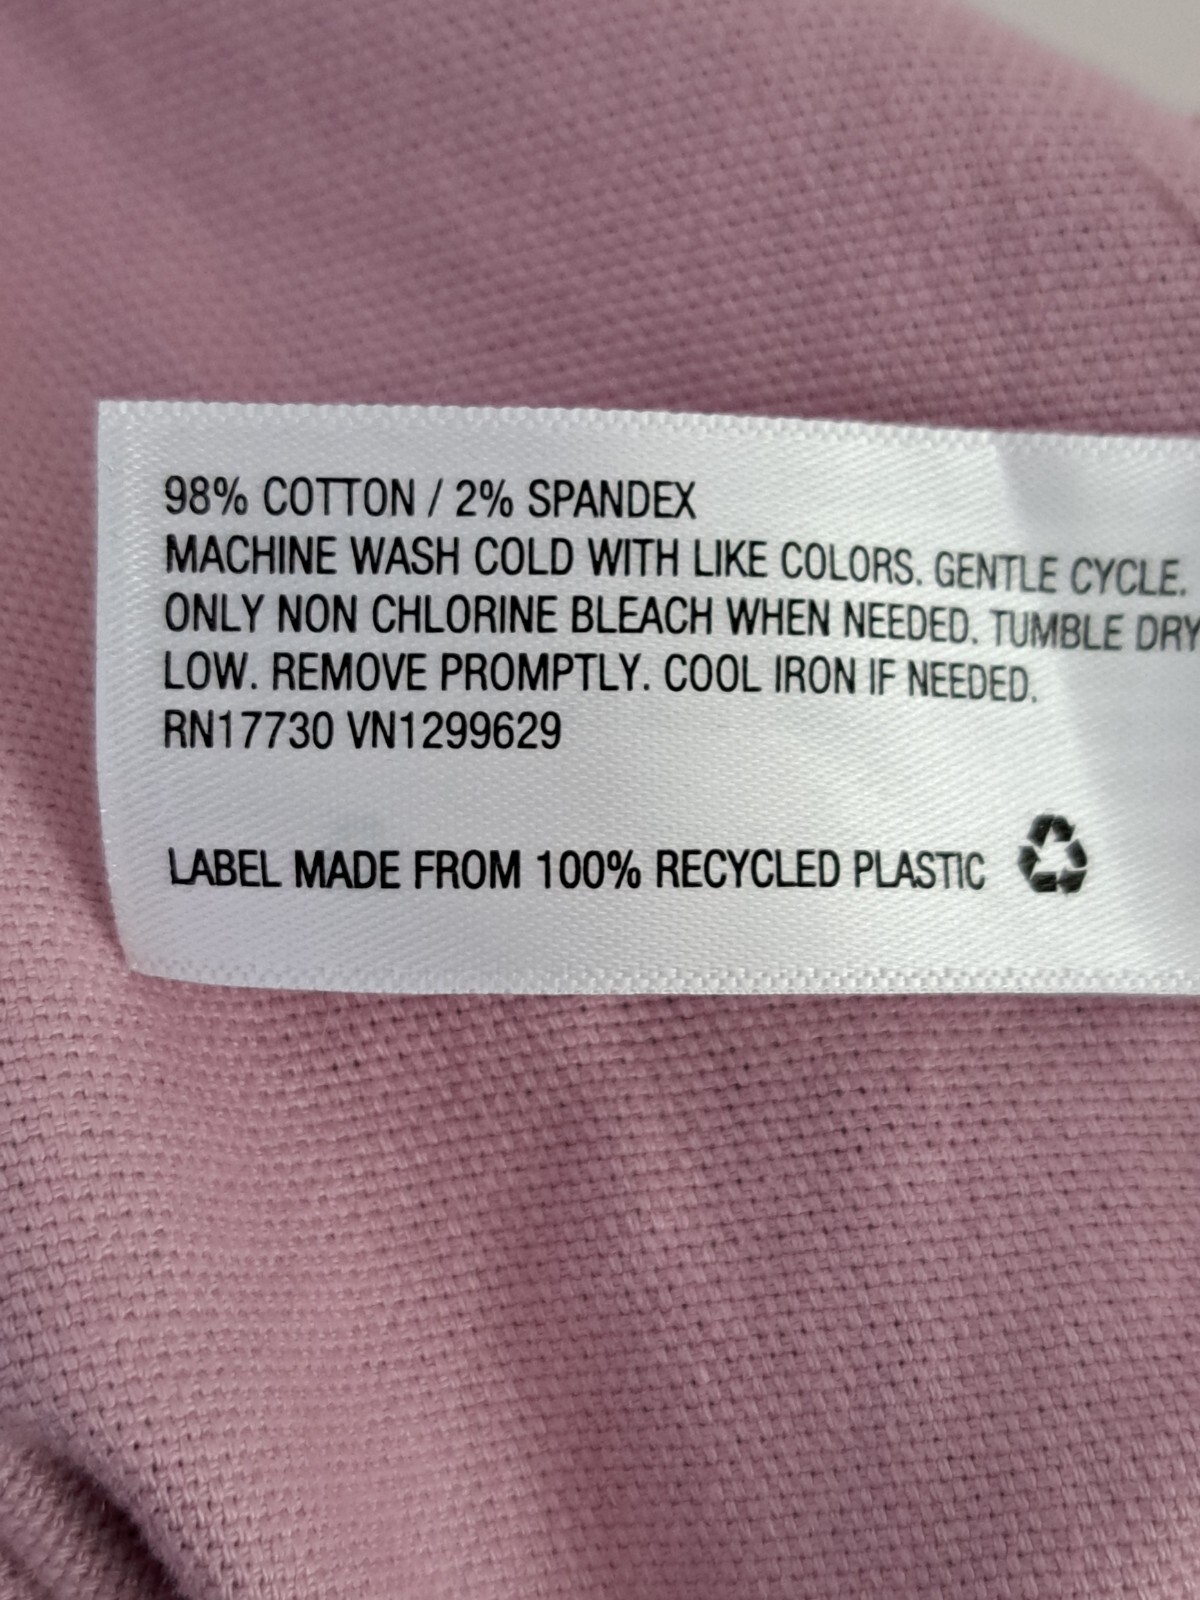 98% COTTON / 2% SPANDEX
MACHINE WASH COLD WITH LIKE COLORS. GENTLE CYCLE.
ONLY NON CHLORINE BLEACH WHEN NEEDED. TUMBLE DRY
LOW. REMOVE PROMPTLY. COOL IRON IF NEEDED.
RN17730 VN1299629
LABEL MADE FROM 100% RECYCLED PLASTIC